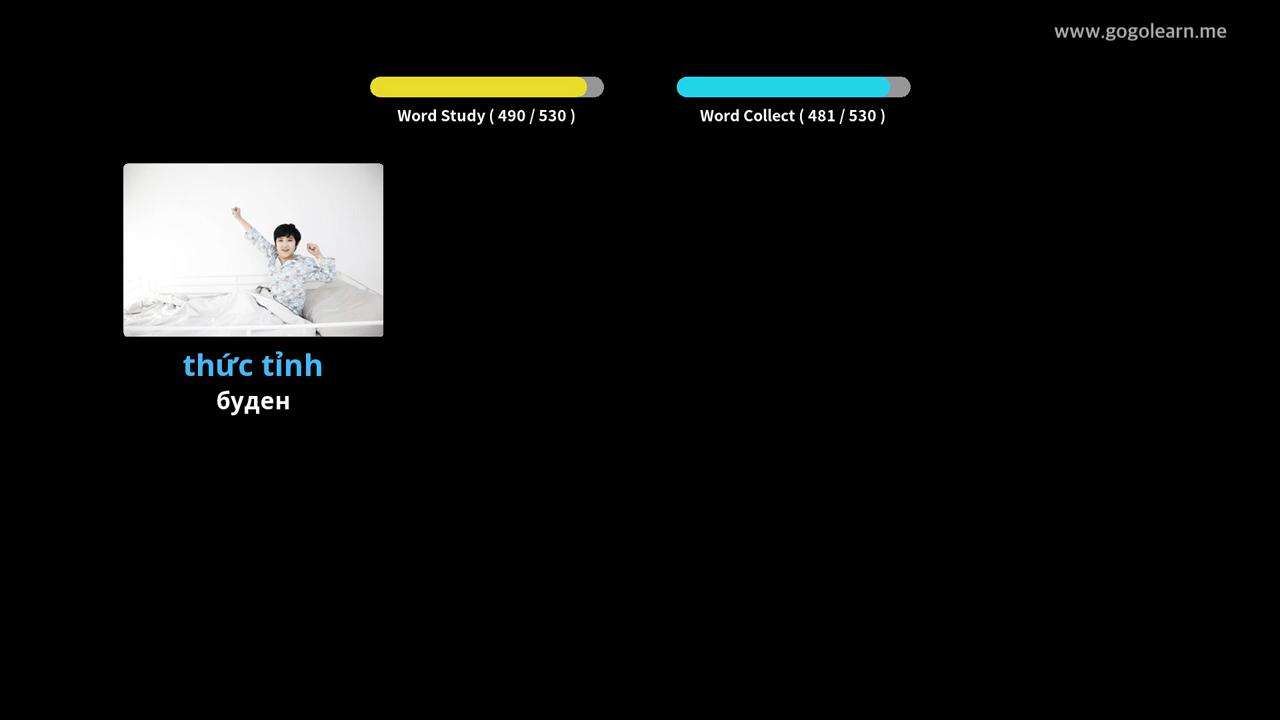 www.gogolearn.me
Word Study ( 490 / 530 )
Word Collect ( 481 / 530 )
thức tỉnh
буден